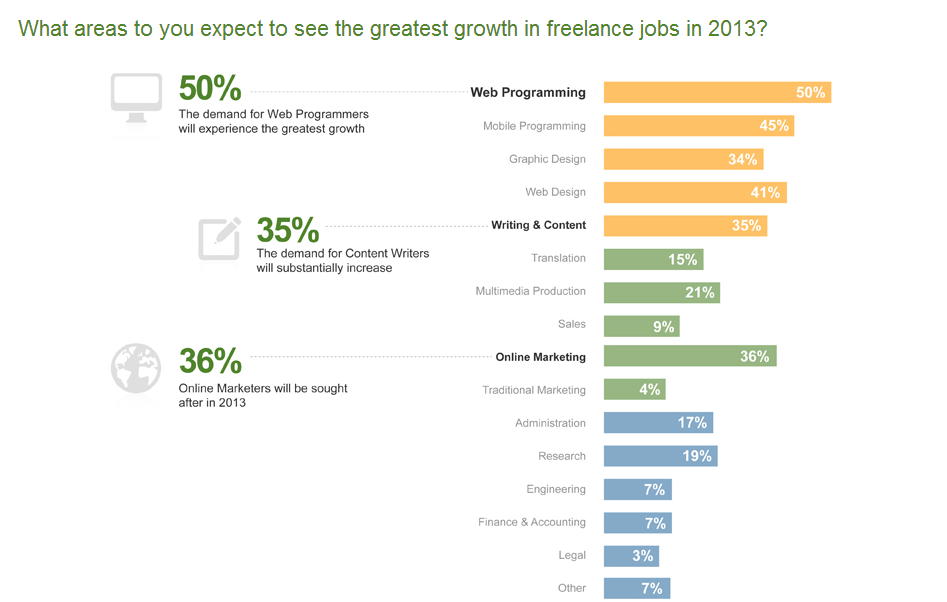 What areas to you expect to see the greatest growth in freelance jobs in 2013?
50%
The demand for Web Programmers
will experience the greatest growth
Web Programming 50%
Mobile Programming 45%
Graphic Design 34%
Web Design 41%
35%
The demand for Content Writers
will substantially increase
Writing & Content 35%
Translation 15%
Multimedia Production 21%
Sales 9%
36%
Online Marketers will be sought
after in 2013
Online Marketing 36%
Traditional Marketing 4%
Administration 17%
Research 19%
Engineering 7%
Finance & Accounting 7%
Legal 3%
Other 7%